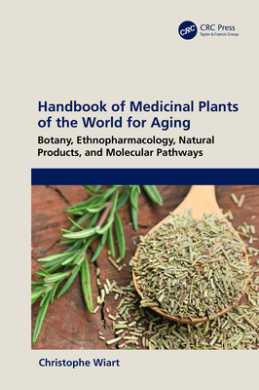 CRC
CRC Press
Taylor & Francis Group
Handbook of Medicinal Plants
of the World for Aging
Botany, Ethnopharmacology, Natural
Products, and Molecular Pathways
Christophe Wiart